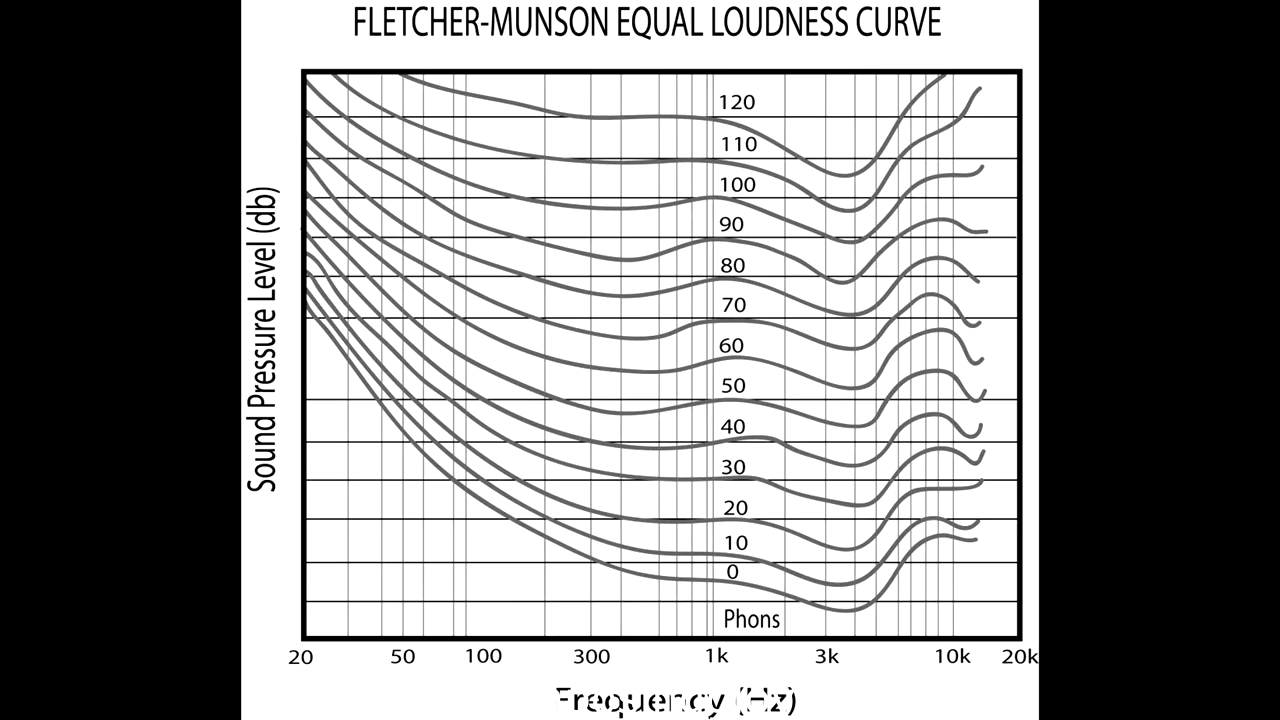 FLETCHER-MUNSON EQUAL LOUDNESS CURVE
Sound Pressure Level (db)
120
110
100
90
80
70
60
50
40
30
20
10
0
Phons
20 50 100 300 1k 3k 10k 20k
Frequency (Hz)